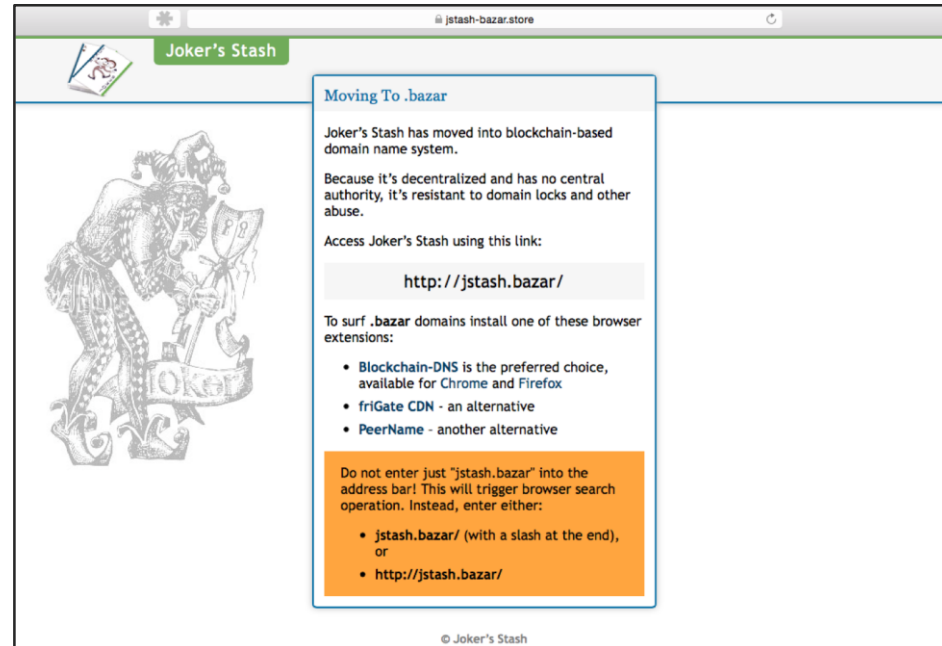 jstash-bazar.store
Joker's Stash
Moving To .bazar
Joker's Stash has moved into blockchain-based
domain name system.
Because it's decentralized and has no central
authority, it's resistant to domain locks and other
abuse.
Access Joker's Stash using this link:
http://jstash.bazar/
To surf .bazar domains install one of these browser
extensions:
• Blockchain-DNS is the preferred choice,
available for Chrome and Firefox
• friGate CDN - an alternative
• PeerName - another alternative
Do not enter just "jstash.bazar" into the
address bar! This will trigger browser search
operation. Instead, enter either:
• jstash.bazar/ (with a slash at the end),
or
• http://jstash.bazar/
JOKER
© Joker's Stash